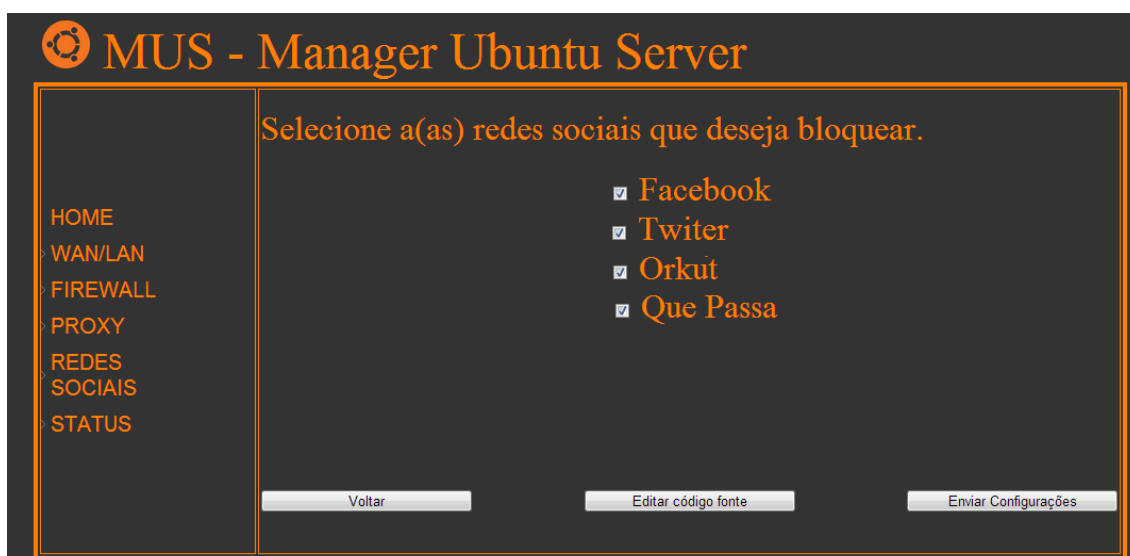 MUS - Manager Ubuntu Server
Selecione a(as) redes sociais que deseja bloquear.
Facebook
Twiter
Orkut
Que Passa
HOME
WAN/LAN
FIREWALL
PROXY
REDES
SOCIAIS
STATUS
Voltar
Editar código fonte
Enviar Configurações